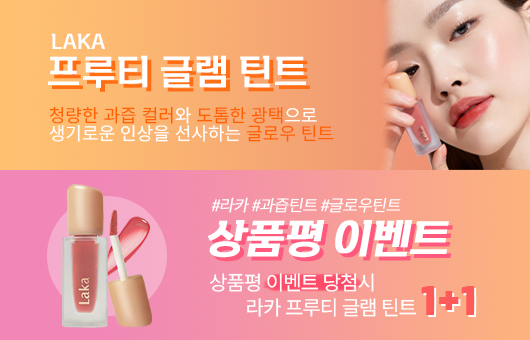 LAKA
프루티 글램 틴트
청량한 과즙 컬러와 도톰한 광택으로
생기로운 인상을 선사하는 글로우 틴트
#라카 #과즙틴트 #글로우틴트
상품평 이벤트
상품평 이벤트 당첨시
라카 프루티 글램 틴트 1+1
Laka